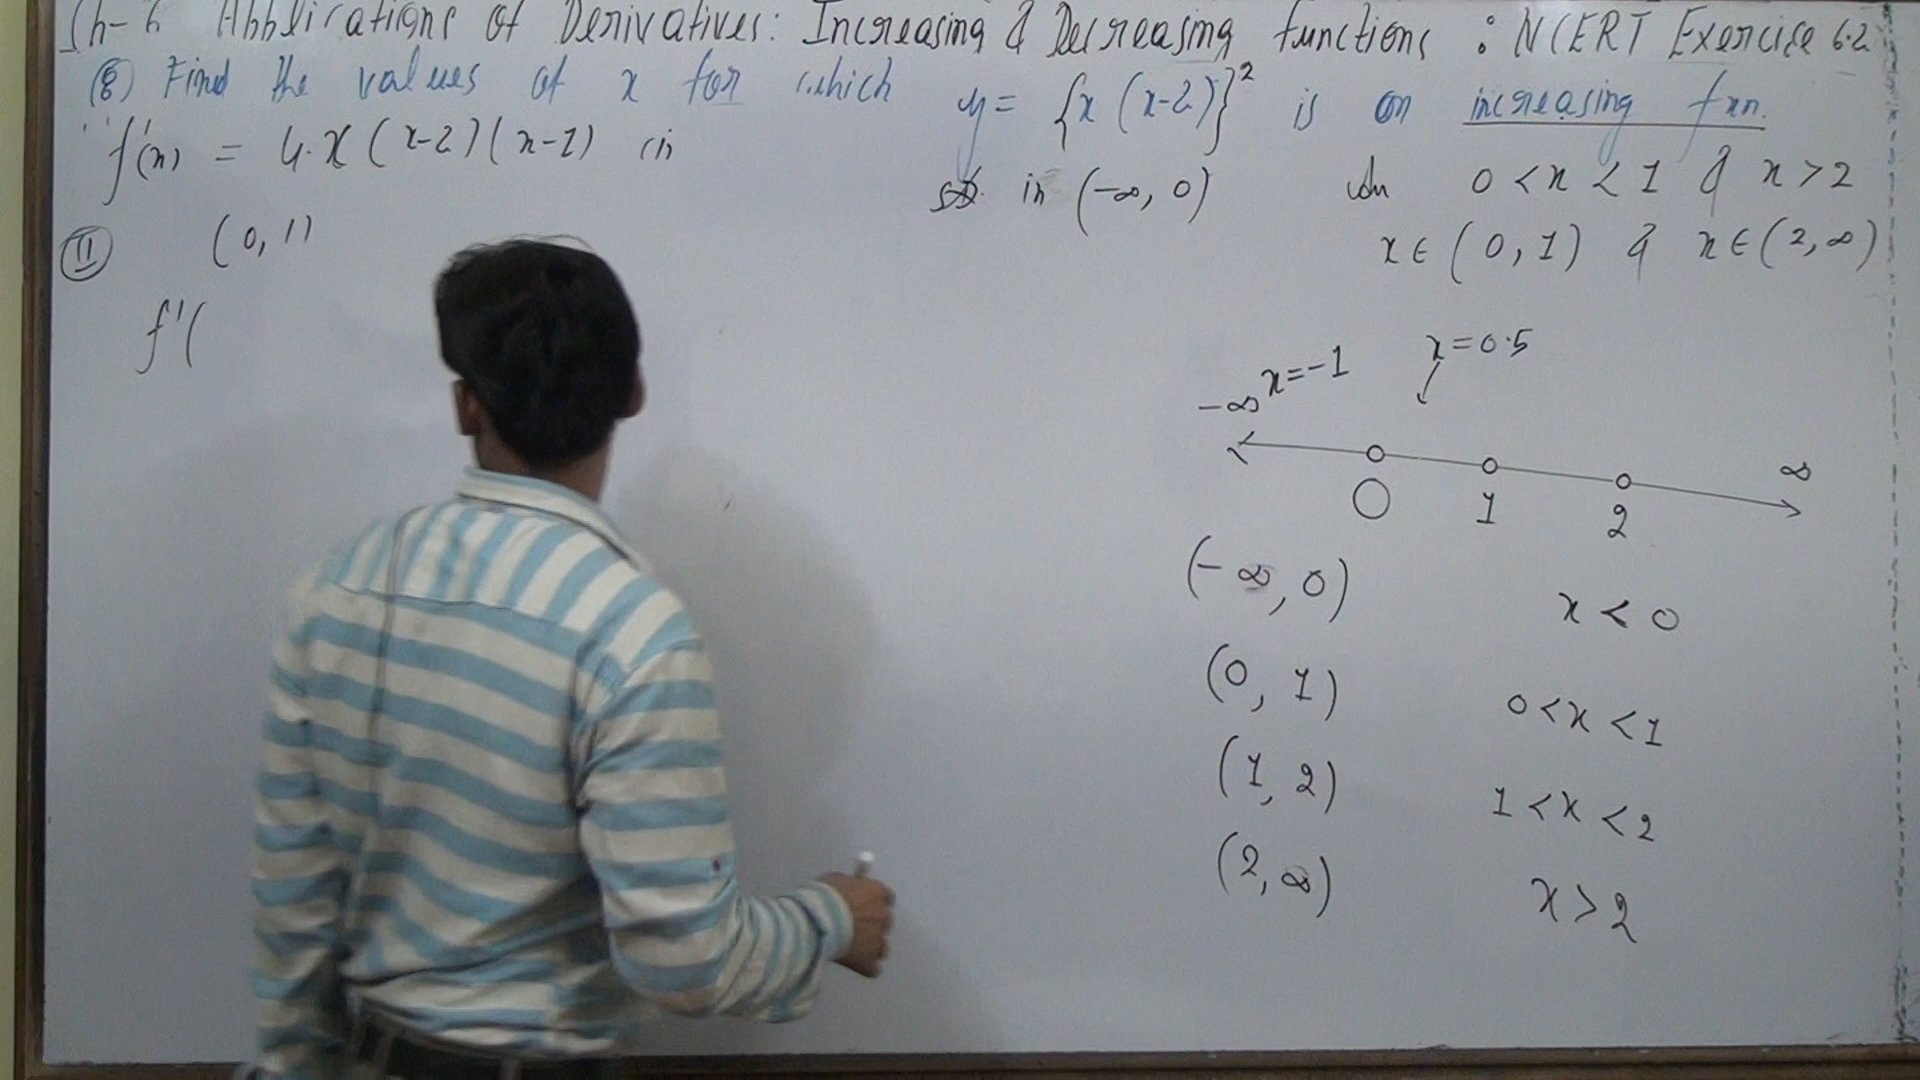 Ch-6 Applications of Derivatives: Increasing & Decreasing functions : NCERT Exercise 6.2
(8) Find the values of x for which y = {x (x-2)}² is an increasing fxn.
f'(x) = 4.x (x-2)(x-1) in
in (-∞, 0)
0 < x < 1 & x > 2
(II) (0, 1)
x ∈ (0, 1) & x ∈ (2, ∞)
f'(
x=-1 x=0.5
-∞ ∞
0 1 2
(-∞, 0) x < 0
(0, 1) 0 < x < 1
(1, 2) 1 < x < 2
(2, ∞) x > 2